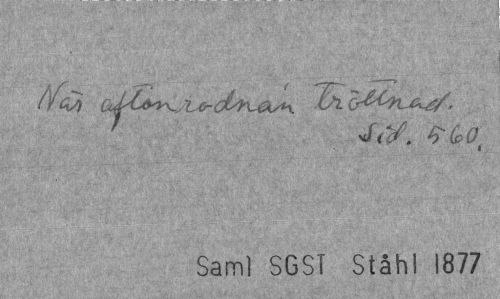 När aftonrodnan tröttnad.
Sid. 560.
Saml SGST Ståhl 1877